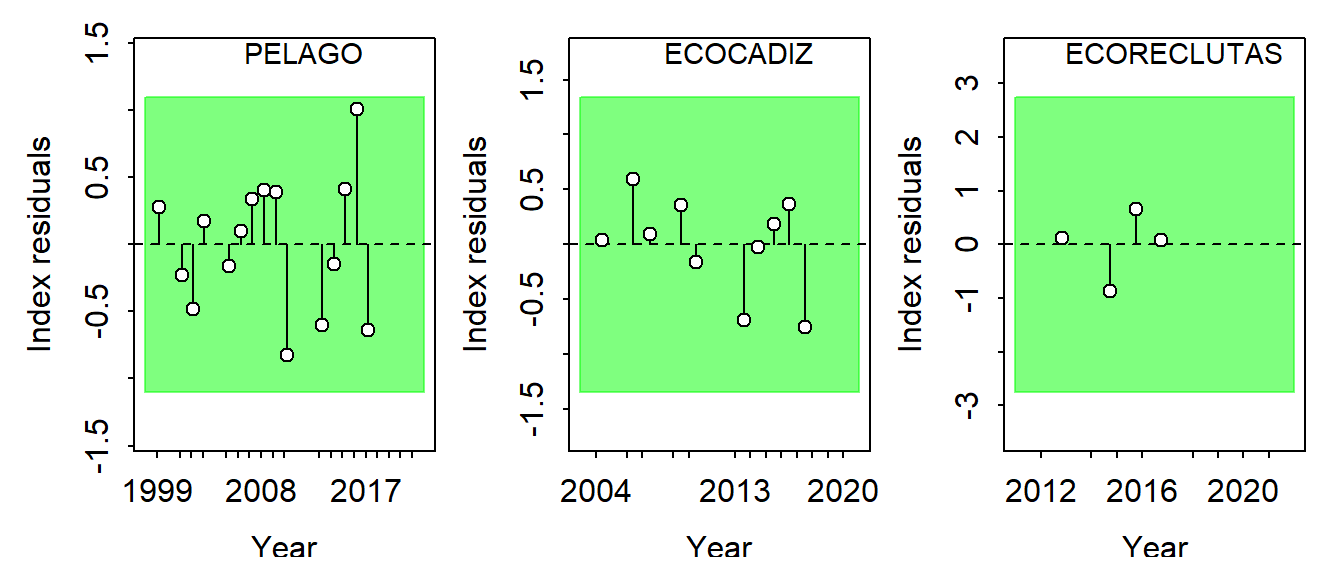 PELAGO
Index residuals
1.5
0.5
-0.5
-1.5
1999 2008 2017
Year
ECOCADIZ
Index residuals
1.5
0.5
-0.5
-1.5
2004 2013 2020
Year
ECORECLUTAS
Index residuals
3
2
1
0
-1
-3
2012 2016 2020
Year